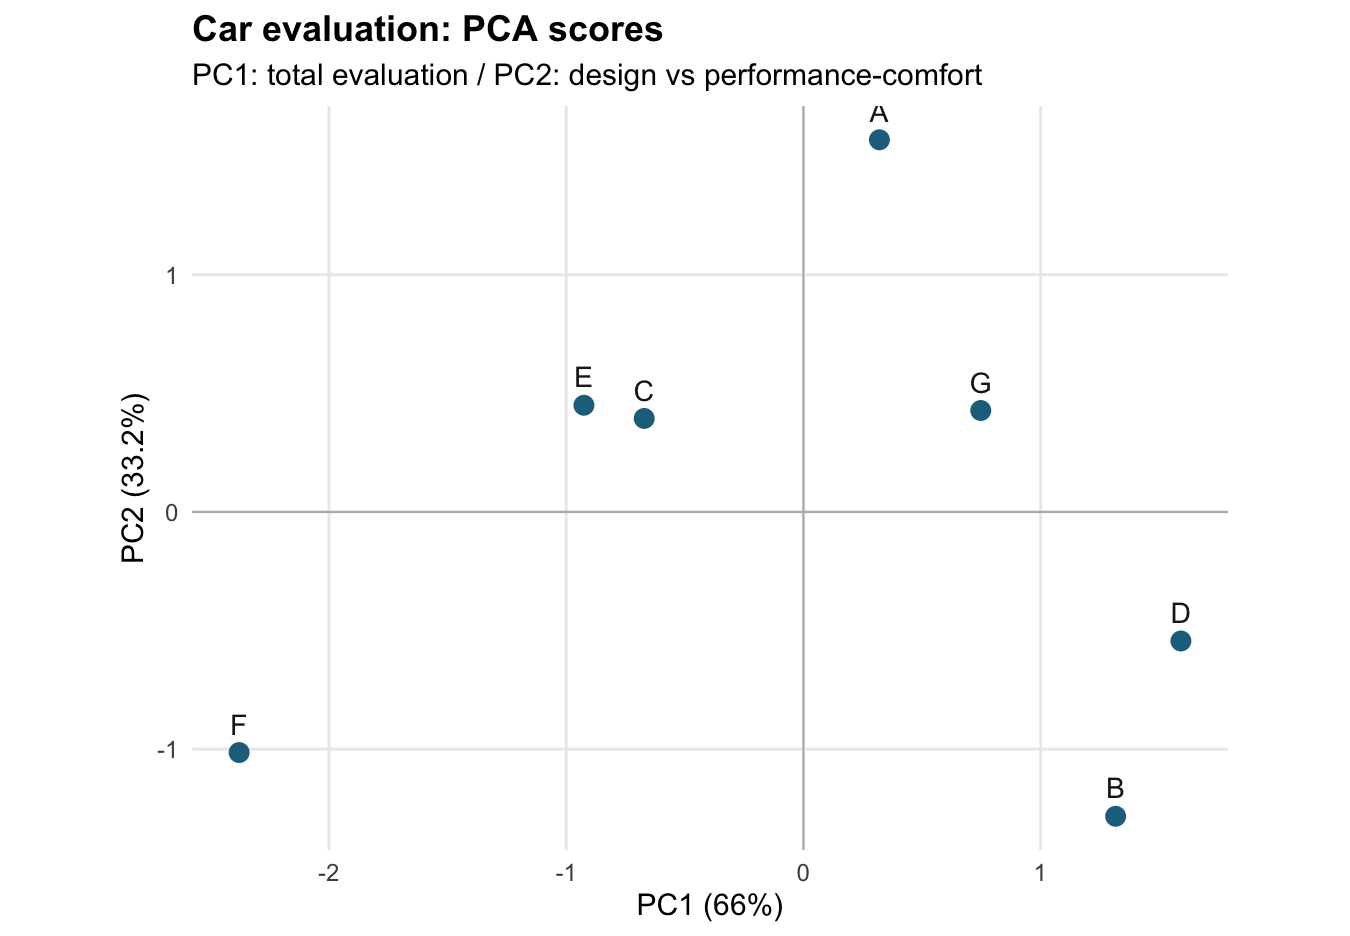 Car evaluation: PCA scores
PC1: total evaluation / PC2: design vs performance-comfort
A
1
E
C
G
PC2 (33.2%)
0
D
F
-1
B
-2
-1
0
1
PC1 (66%)